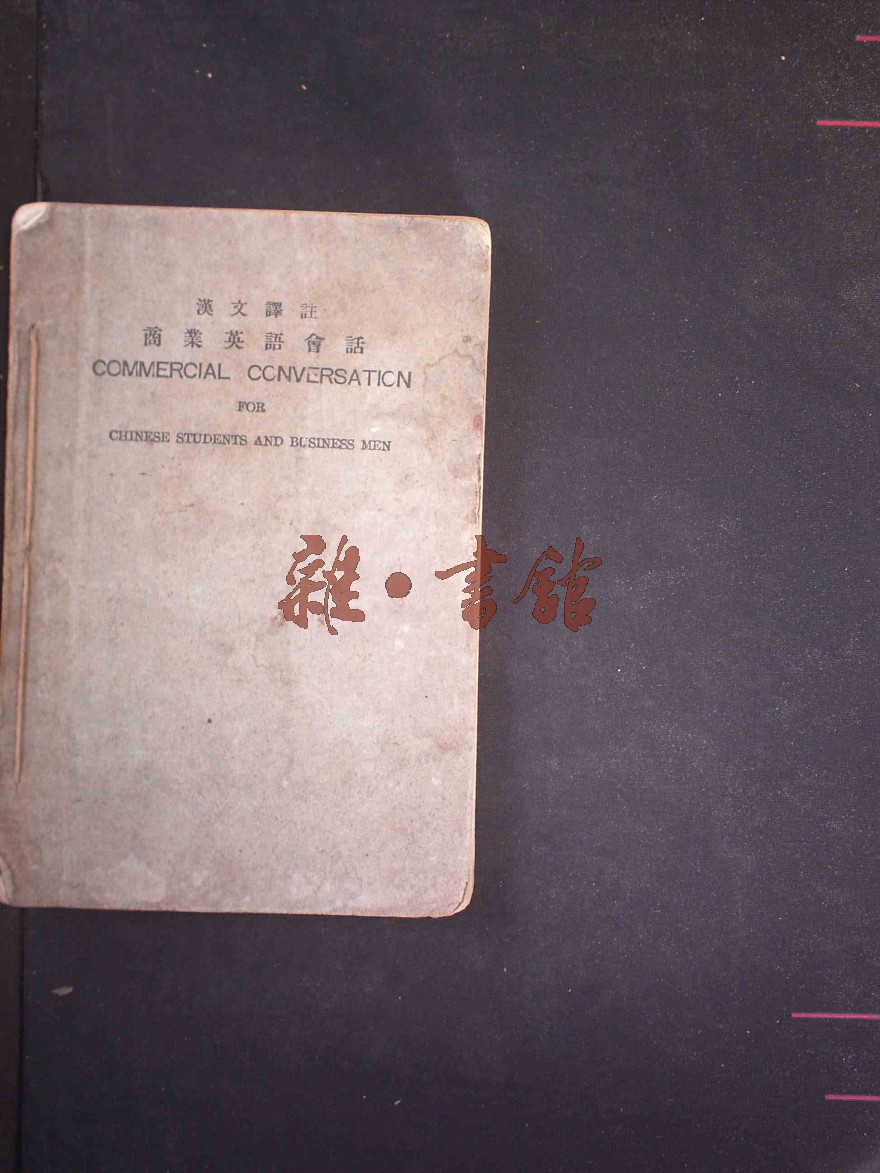 漢文譯註
商業英語會話
COMMERCIAL CONVERSATION
FOR
CHINESE STUDENTS AND BUSINESS MEN
雜·書館